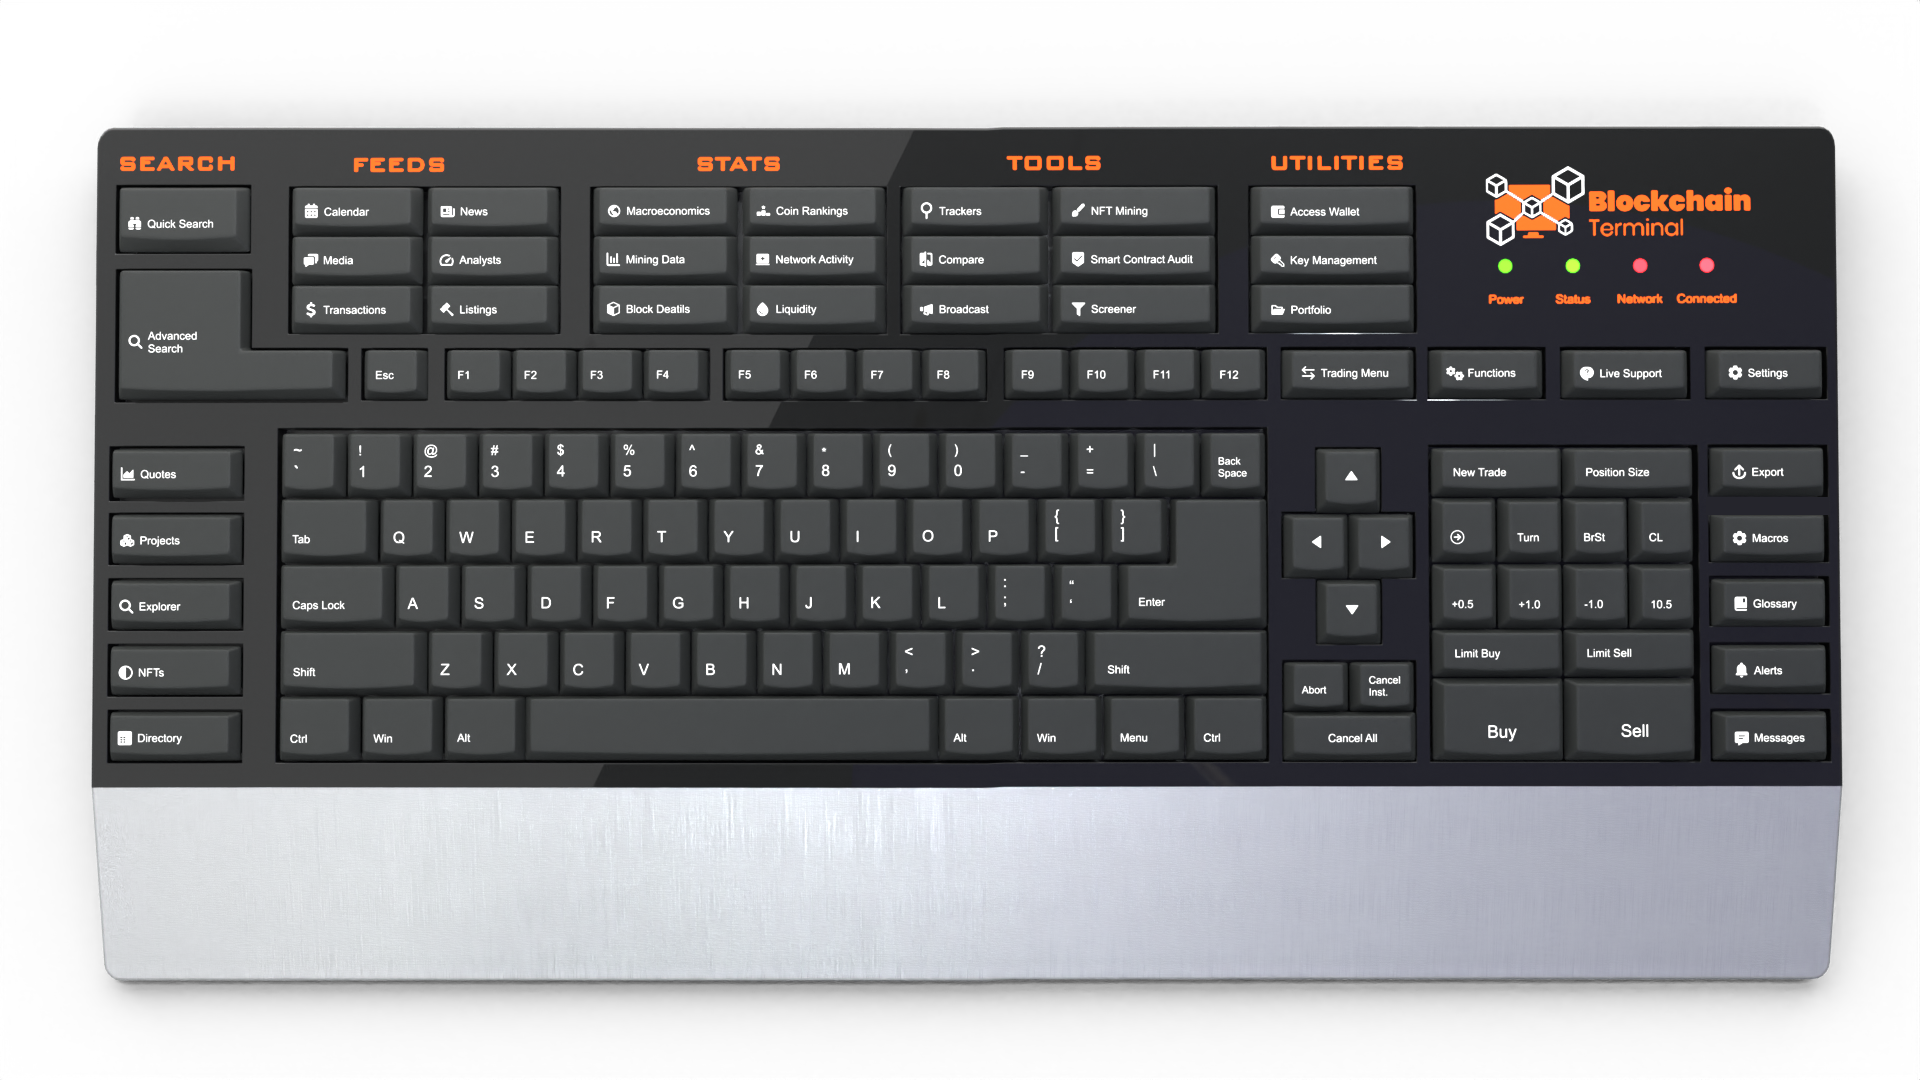 SEARCH
FEEDS
STATS
TOOLS
UTILITIES
Blockchain
Terminal
Quick Search
Calendar
News
Macroeconomics
Coin Rankings
Trackers
NFT Mining
Access Wallet
Media
Analysts
Mining Data
Network Activity
Compare
Smart Contract Audit
Key Management
Transactions
Listings
Block Deatils
Liquidity
Broadcast
Screener
Portfolio
Power
Status
Network
Connected
Advanced
Search
Esc
F1
F2
F3
F4
F5
F6
F7
F8
F9
F10
F11
F12
Trading Menu
Functions
Live Support
Settings
Quotes
~
`
!
1
@
2
#
3
$
4
%
5
^
6
&
7
•
8
(
9
)
0
_
-
+
=
|
\
Back
Space
New Trade
Position Size
Export
Projects
Tab
Q
W
E
R
T
Y
U
I
O
P
{
[
}
]
Turn
BrSt
CL
Macros
Explorer
Caps Lock
A
S
D
F
G
H
J
K
L
:
;
“
‘
Enter
+0.5
+1.0
-1.0
10.5
Glossary
NFTs
Shift
Z
X
C
V
B
N
M
<
,
>
.
?
/
Shift
Abort
Cancel
Inst.
Limit Buy
Limit Sell
Alerts
Directory
Ctrl
Win
Alt
Alt
Win
Menu
Ctrl
Cancel All
Buy
Sell
Messages